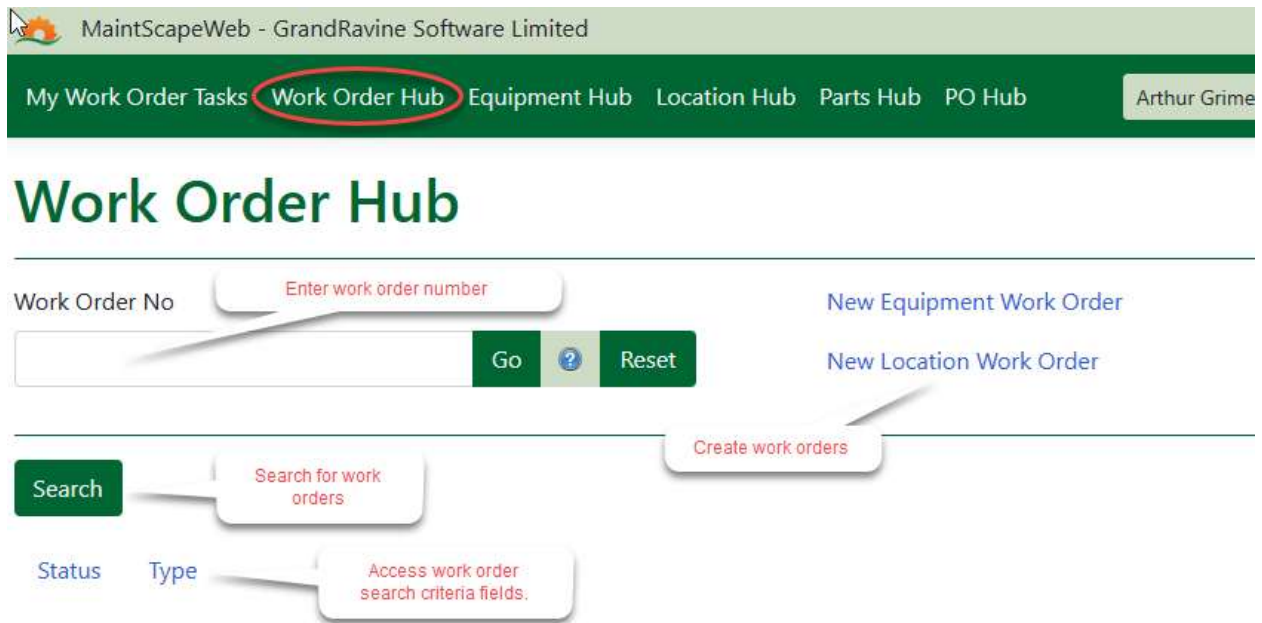 MaintScapeWeb - GrandRavine Software Limited
My Work Order Tasks Work Order Hub Equipment Hub Location Hub Parts Hub PO Hub Arthur Grime
Work Order Hub
Work Order No
Enter work order number
New Equipment Work Order
Go ? Reset
New Location Work Order
Create work orders
Search
Search for work
orders
Status Type
Access work order
search criteria fields.